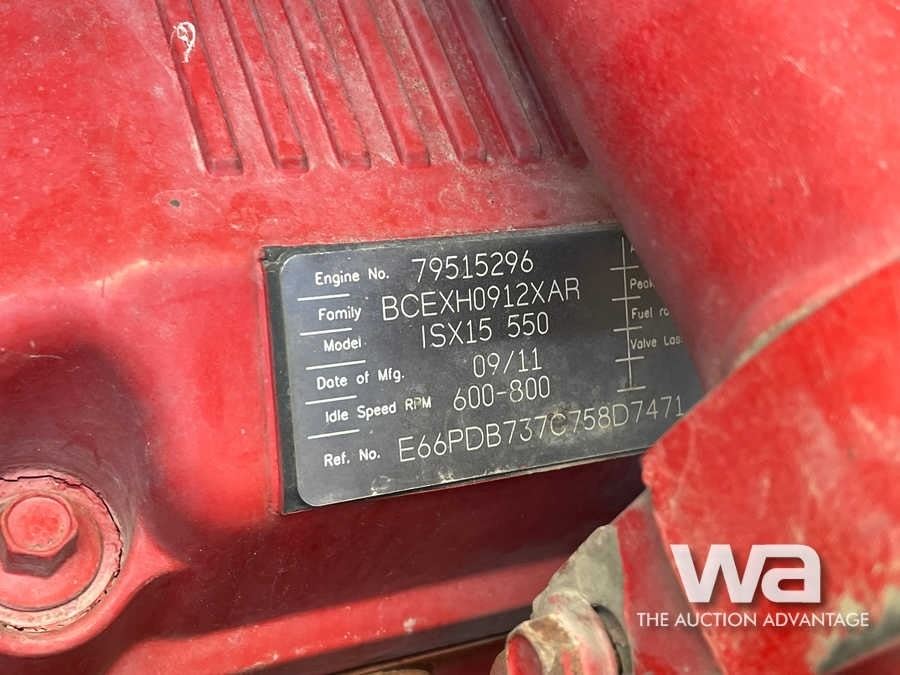 Engine No. 79515296
Family BCEXH0912XAR
Model ISX15 550
Date of Mfg. 09/11
Idle Speed RPM 600-800
Ref. No. E66PDB737C758D7471
Peak
Fuel
Valve
wa
THE AUCTION ADVANTAGE